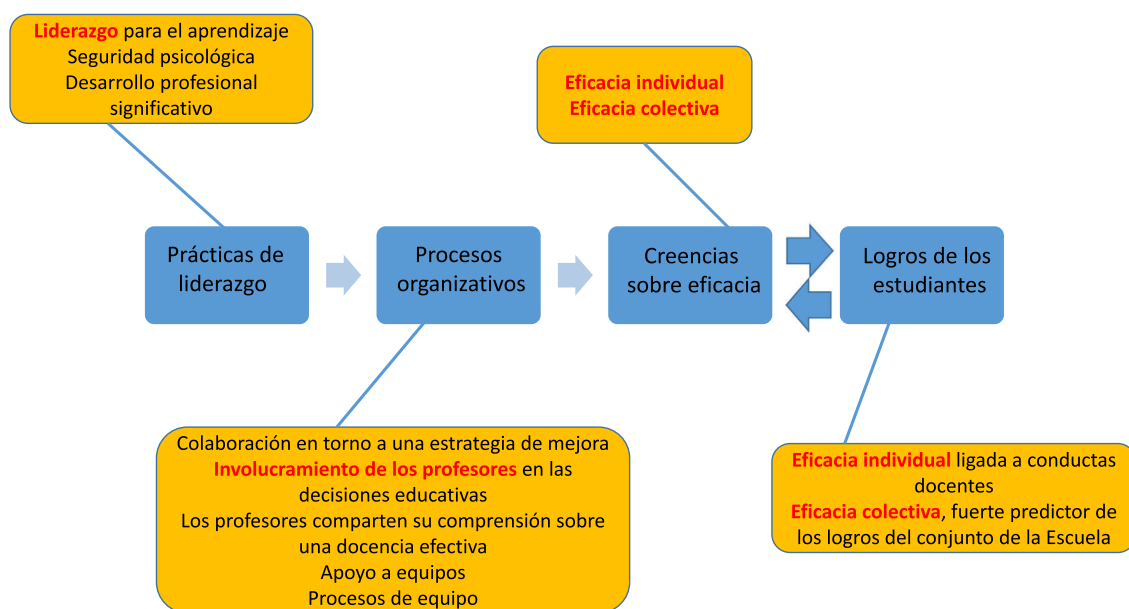 Liderazgo para el aprendizaje
Seguridad psicológica
Desarrollo profesional
significativo
Eficacia individual
Eficacia colectiva
Prácticas de
liderazgo
Procesos
organizativos
Creencias
sobre eficacia
Logros de los
estudiantes
Colaboración en torno a una estrategia de mejora
Involucramiento de los profesores en las
decisiones educativas
Los profesores comparten su comprensión sobre
una docencia efectiva
Apoyo a equipos
Procesos de equipo
Eficacia individual ligada a conductas
docentes
Eficacia colectiva, fuerte predictor de
los logros del conjunto de la Escuela